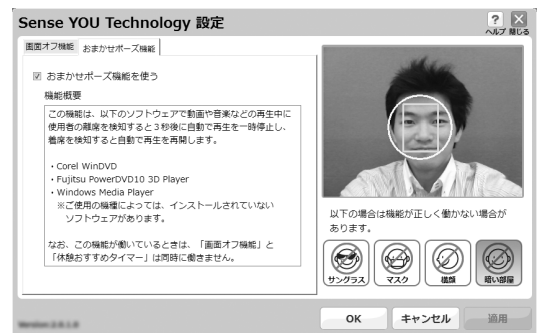 Sense YOU Technology 設定
?
×
ヘルプ 閉じる
画面オフ機能
おまかせポーズ機能
おまかせポーズ機能を使う
機能概要
この機能は、以下のソフトウェアで動画や音楽などの再生中に
使用者の離席を検知すると3秒後に自動で再生を一時停止し、
着席を検知すると自動で再生を再開します。
・Corel WinDVD
・Fujitsu PowerDVD10 3D Player
・Windows Media Player
※ご使用の機種によっては、インストールされていない
ソフトウェアがあります。
なお、この機能が働いているときは、「画面オフ機能」と
「休憩おすすめタイマー」は同時に働きません。
以下の場合は機能が正しく働かない場合が
あります。
サングラス
マスク
横顔
暗い部屋
OK
キャンセル
適用